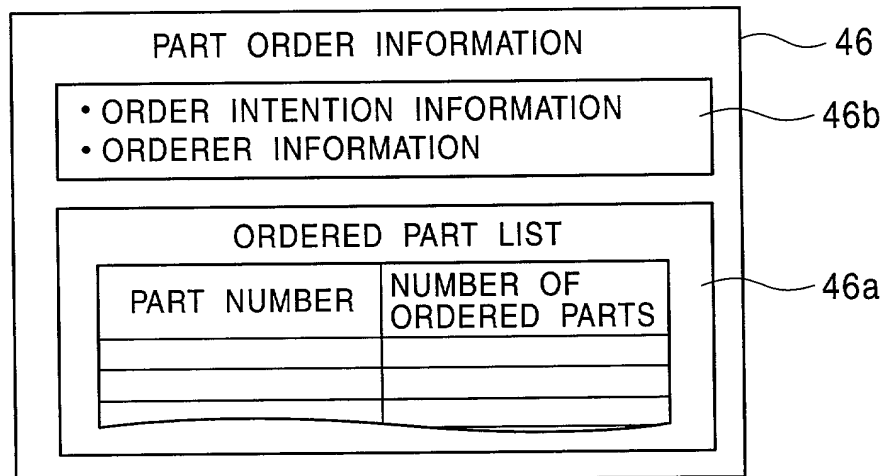 PART ORDER INFORMATION
46
• ORDER INTENTION INFORMATION
• ORDERER INFORMATION
46b
ORDERED PART LIST
PART NUMBER
NUMBER OF
ORDERED PARTS
46a